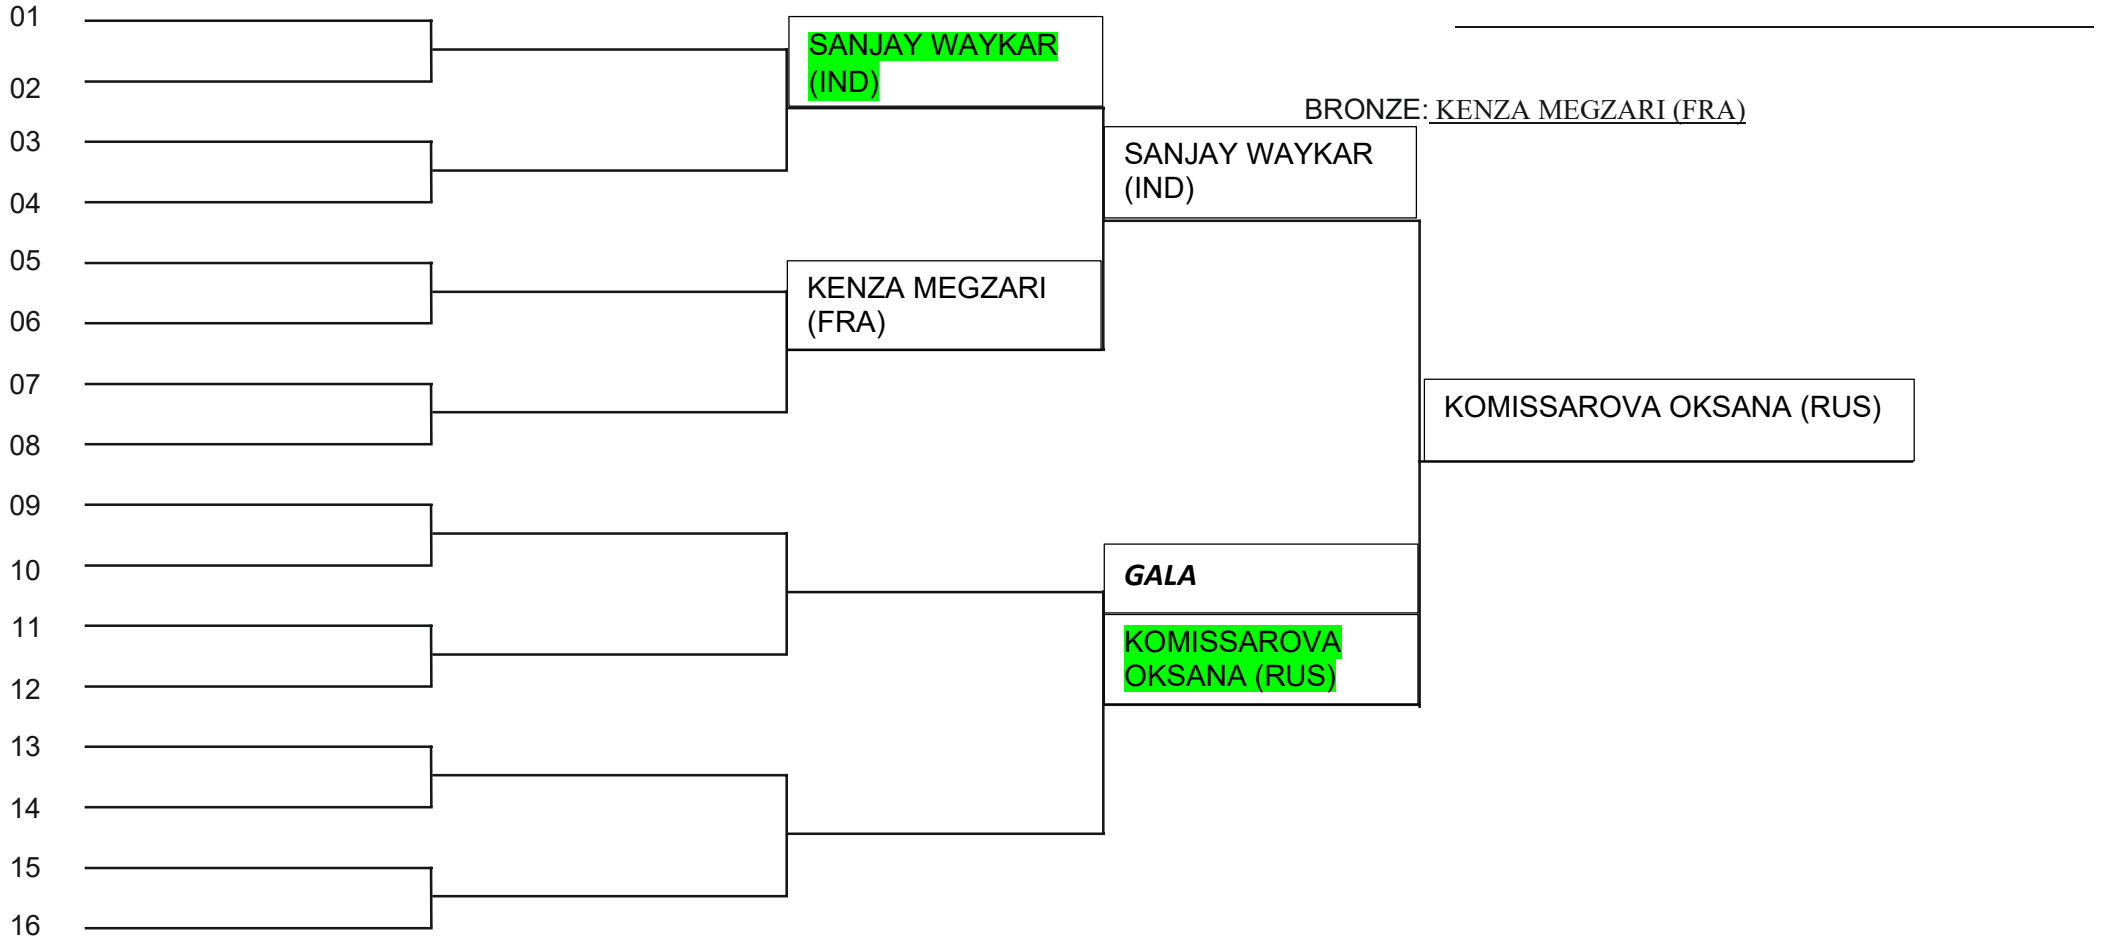 01
02
03
04
05
06
07
08
09
10
11
12
13
14
15
16
SANJAY WAYKAR
(IND)
KENZA MEGZARI
(FRA)
BRONZE: KENZA MEGZARI (FRA)
SANJAY WAYKAR
(IND)
GALA
KOMISSAROVA
OKSANA (RUS)
KOMISSAROVA OKSANA (RUS)